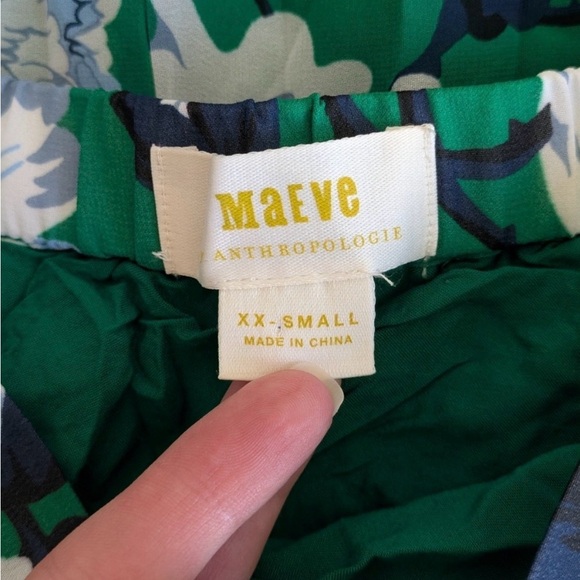 MaEVe
ANTHROPOLOGIE
XX-SMALL
MADE IN CHINA